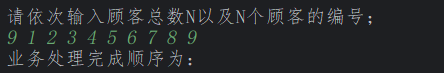 请依次输入顾客总数N以及N个顾客的编号；
9 1 2 3 4 5 6 7 8 9
业务处理完成顺序为：